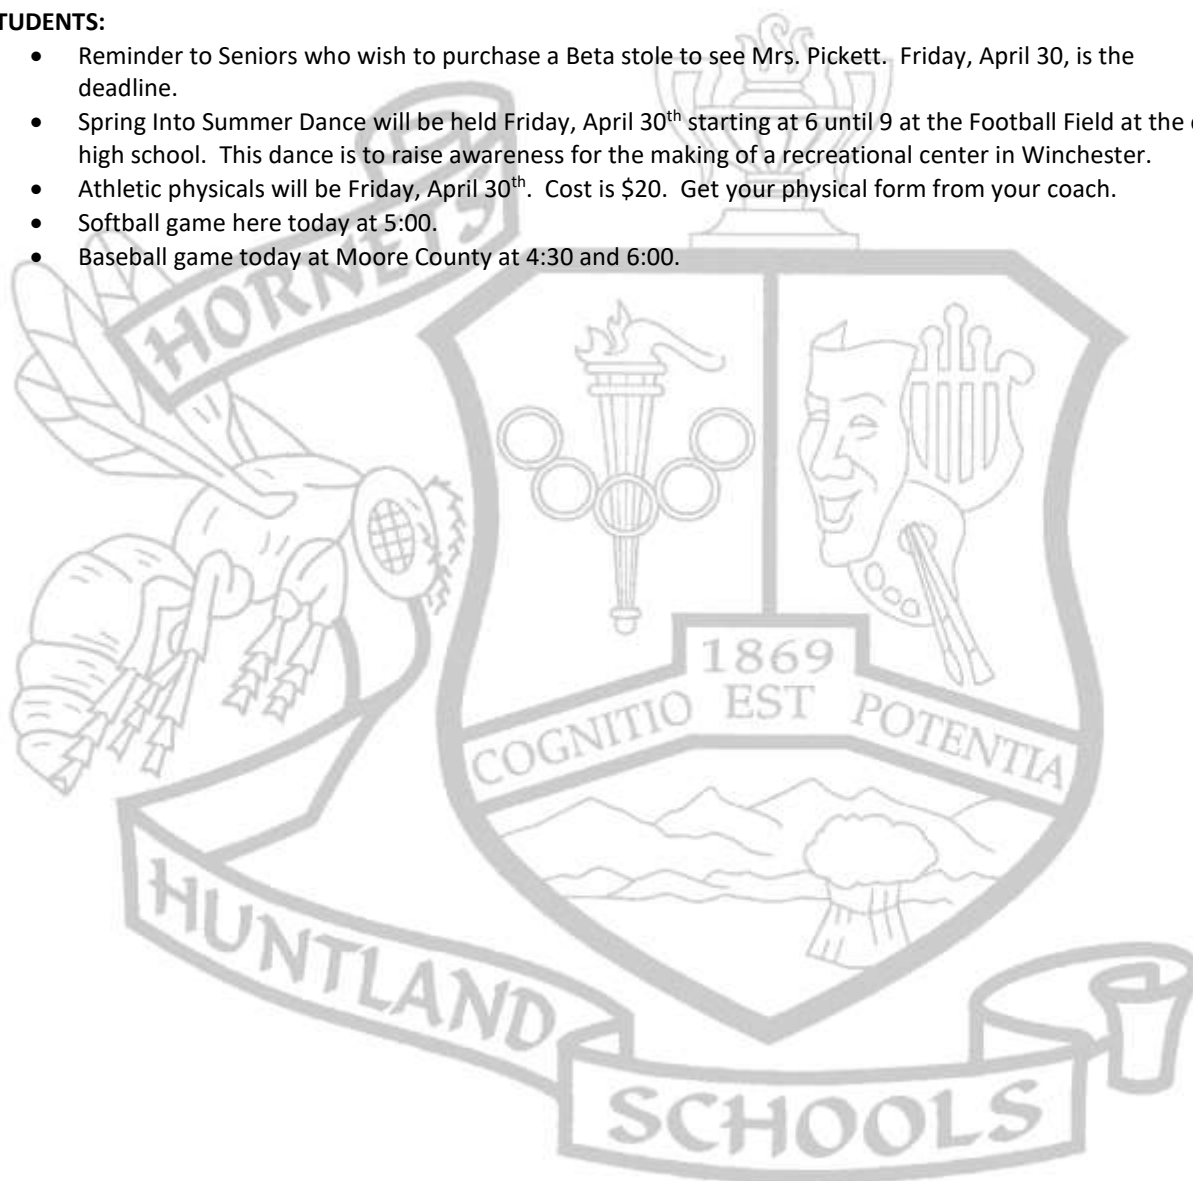 TUDENTS:
• Reminder to Seniors who wish to purchase a Beta stole to see Mrs. Pickett. Friday, April 30, is the
deadline.
• Spring Into Summer Dance will be held Friday, April 30th starting at 6 until 9 at the Football Field at the
high school. This dance is to raise awareness for the making of a recreational center in Winchester.
• Athletic physicals will be Friday, April 30th. Cost is $20. Get your physical form from your coach.
• Softball game here today at 5:00.
• Baseball game today at Moore County at 4:30 and 6:00.
HORNETS
1869
COGNITIO EST POTENTIA
HUNTLAND
SCHOOLS